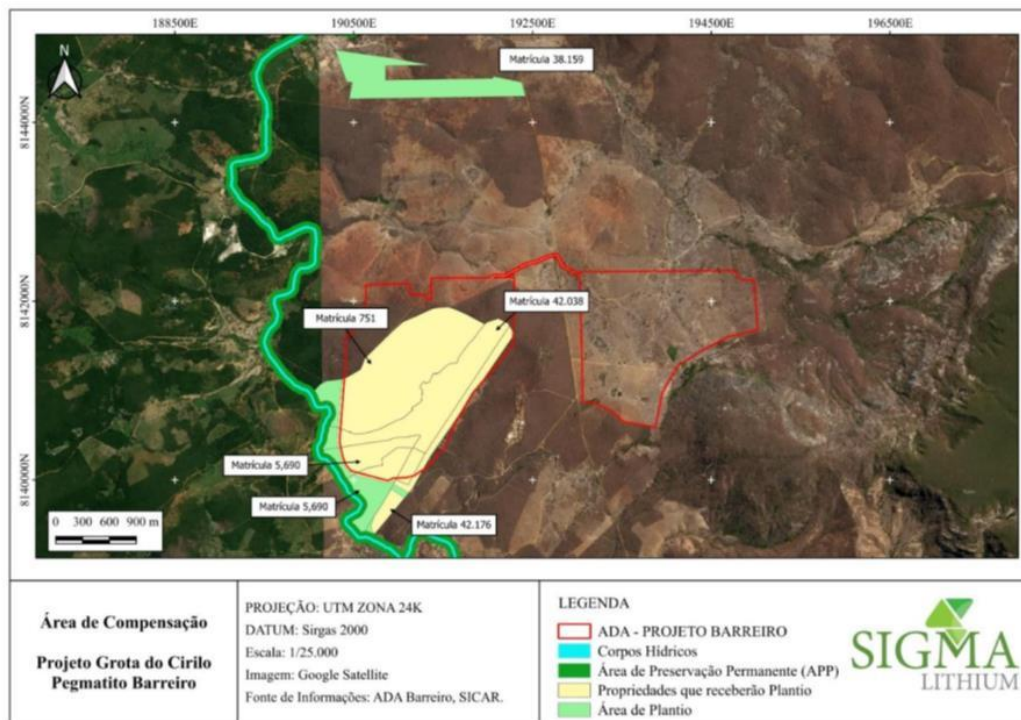 188500E 190500E 192500E 194500E 196500E
N
Matrícula 38.159
8144000N
Matrícula 42.038
8142000N
Matrícula 751
Matrícula 5,690
8140000N
Matrícula 5,690
Matrícula 42.176
0 300 600 900 m
Área de Compensação
Projeto Grota do Cirilo
Pegmatito Barreiro
PROJEÇÃO: UTM ZONA 24K
DATUM: Sirgas 2000
Escala: 1/25.000
Imagem: Google Satellite
Fonte de Informações: ADA Barreiro, SICAR.
LEGENDA
ADA - PROJETO BARREIRO
Corpos Hídricos
Área de Preservação Permanente (APP)
Propriedades que receberão Plantio
Área de Plantio
SIGMA
LITHIUM